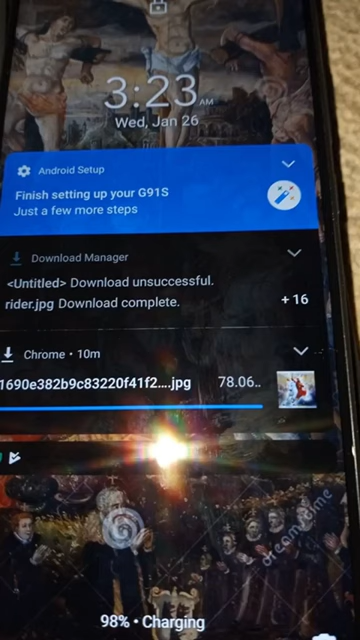 3:23 AM
Wed, Jan 26
Android Setup
Finish setting up your G91S
Just a few more steps
Download Manager
<Untitled> Download unsuccessful.
rider.jpg Download complete.
+ 16
Chrome • 10m
1690e382b9c83220f41f2....jpg 78.06..
dreamstime
98% • Charging